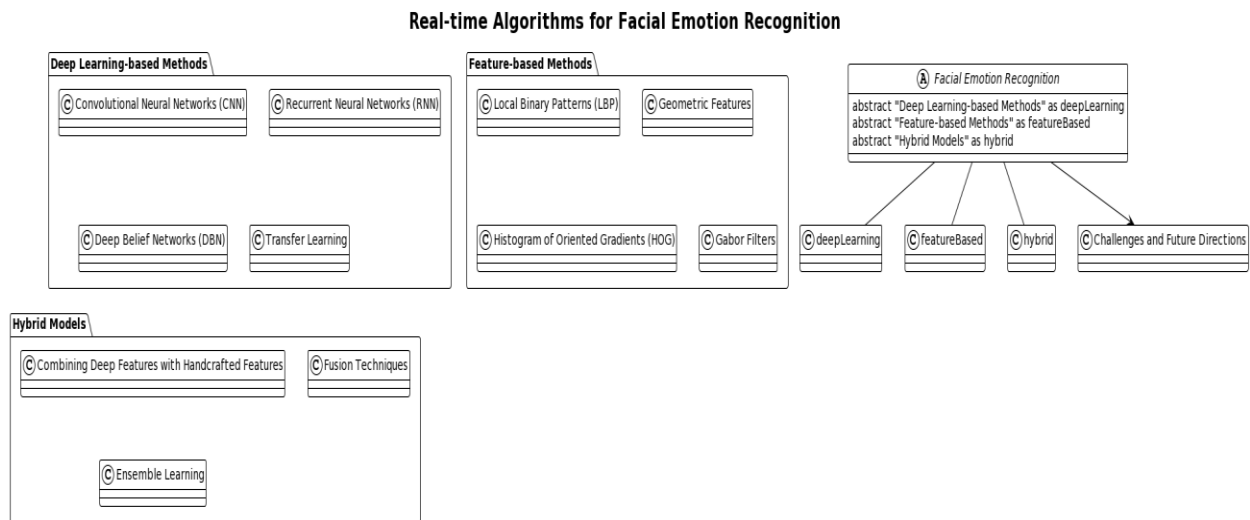 Real-time Algorithms for Facial Emotion Recognition
Deep Learning-based Methods
C Convolutional Neural Networks (CNN)
C Recurrent Neural Networks (RNN)
C Deep Belief Networks (DBN)
C Transfer Learning
Feature-based Methods
C Local Binary Patterns (LBP)
C Geometric Features
C Histogram of Oriented Gradients (HOG)
C Gabor Filters
A Facial Emotion Recognition
abstract "Deep Learning-based Methods" as deepLearning
abstract "Feature-based Methods" as featureBased
abstract "Hybrid Models" as hybrid
C deepLearning
C featureBased
C hybrid
C Challenges and Future Directions
Hybrid Models
C Combining Deep Features with Handcrafted Features
C Fusion Techniques
C Ensemble Learning